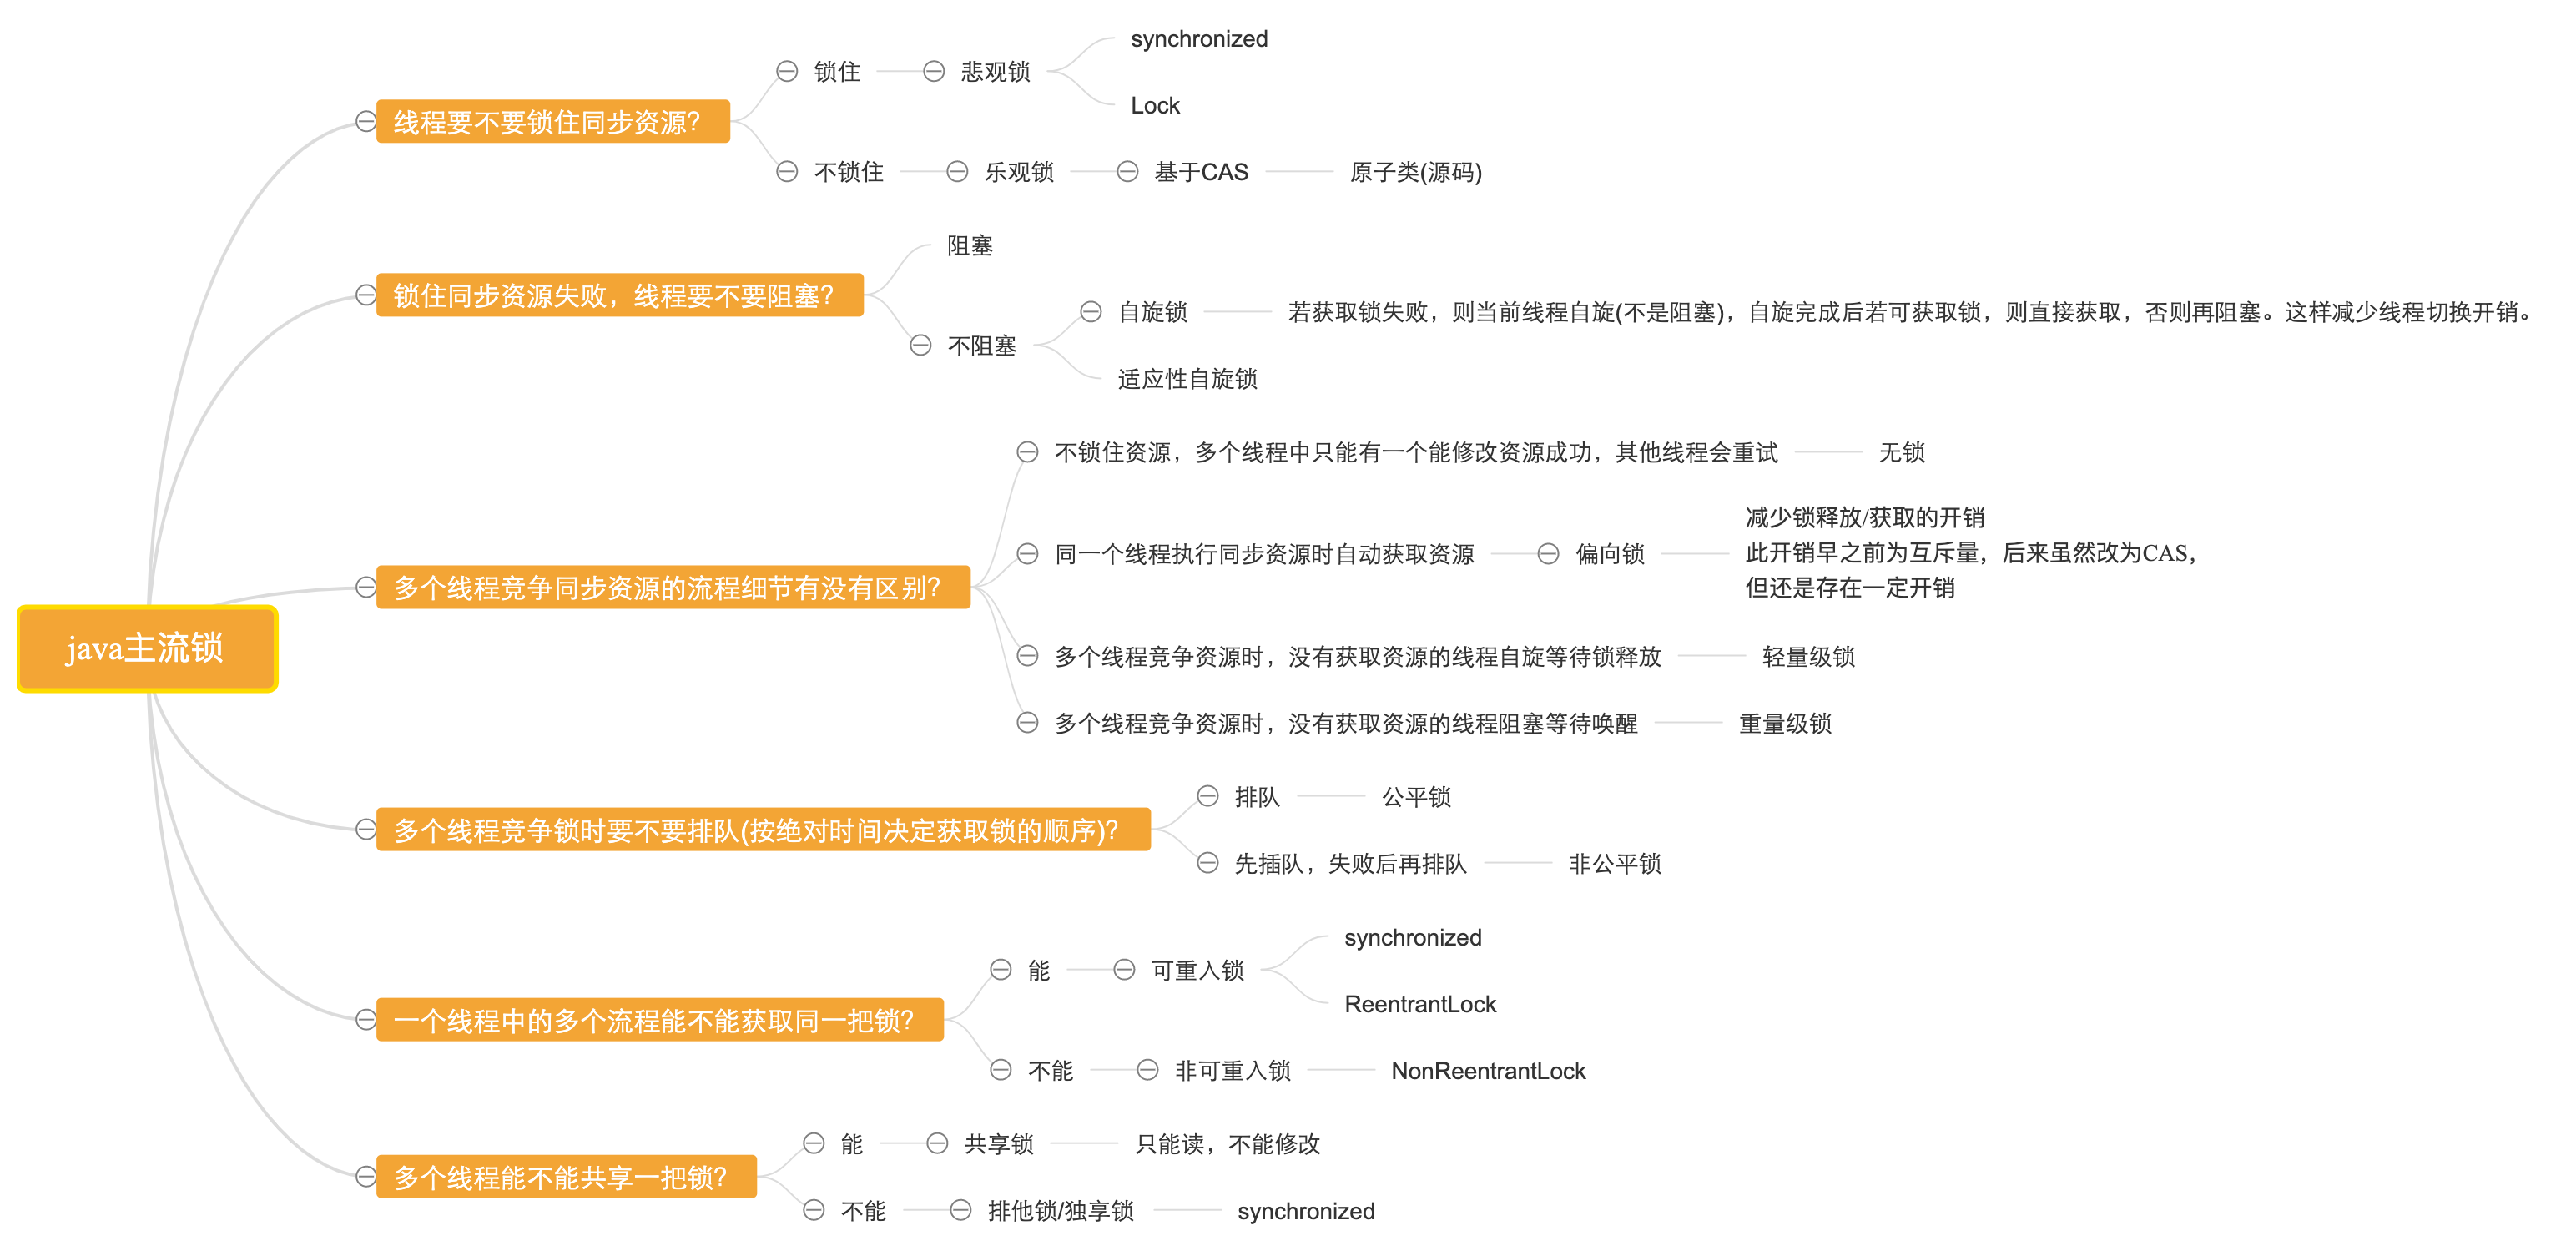 java主流锁
线程要不要锁住同步资源?
锁住
悲观锁
synchronized
Lock
不锁住
乐观锁
基于CAS
原子类(源码)
锁住同步资源失败，线程要不要阻塞?
阻塞
不阻塞
自旋锁
若获取锁失败，则当前线程自旋(不是阻塞)，自旋完成后若可获取锁，则直接获取，否则再阻塞。这样减少线程切换开销。
适应性自旋锁
多个线程竞争同步资源的流程细节有没有区别?
不锁住资源，多个线程中只能有一个能修改资源成功，其他线程会重试
无锁
同一个线程执行同步资源时自动获取资源
偏向锁
减少锁释放/获取的开销
此开销早之前为互斥量，后来虽然改为CAS，
但还是存在一定开销
多个线程竞争资源时，没有获取资源的线程自旋等待锁释放
轻量级锁
多个线程竞争资源时，没有获取资源的线程阻塞等待唤醒
重量级锁
多个线程竞争锁时要不要排队(按绝对时间决定获取锁的顺序)?
排队
公平锁
先插队，失败后再排队
非公平锁
一个线程中的多个流程能不能获取同一把锁?
能
可重入锁
synchronized
ReentrantLock
不能
非可重入锁
NonReentrantLock
多个线程能不能共享一把锁?
能
共享锁
只能读，不能修改
不能
排他锁/独享锁
synchronized